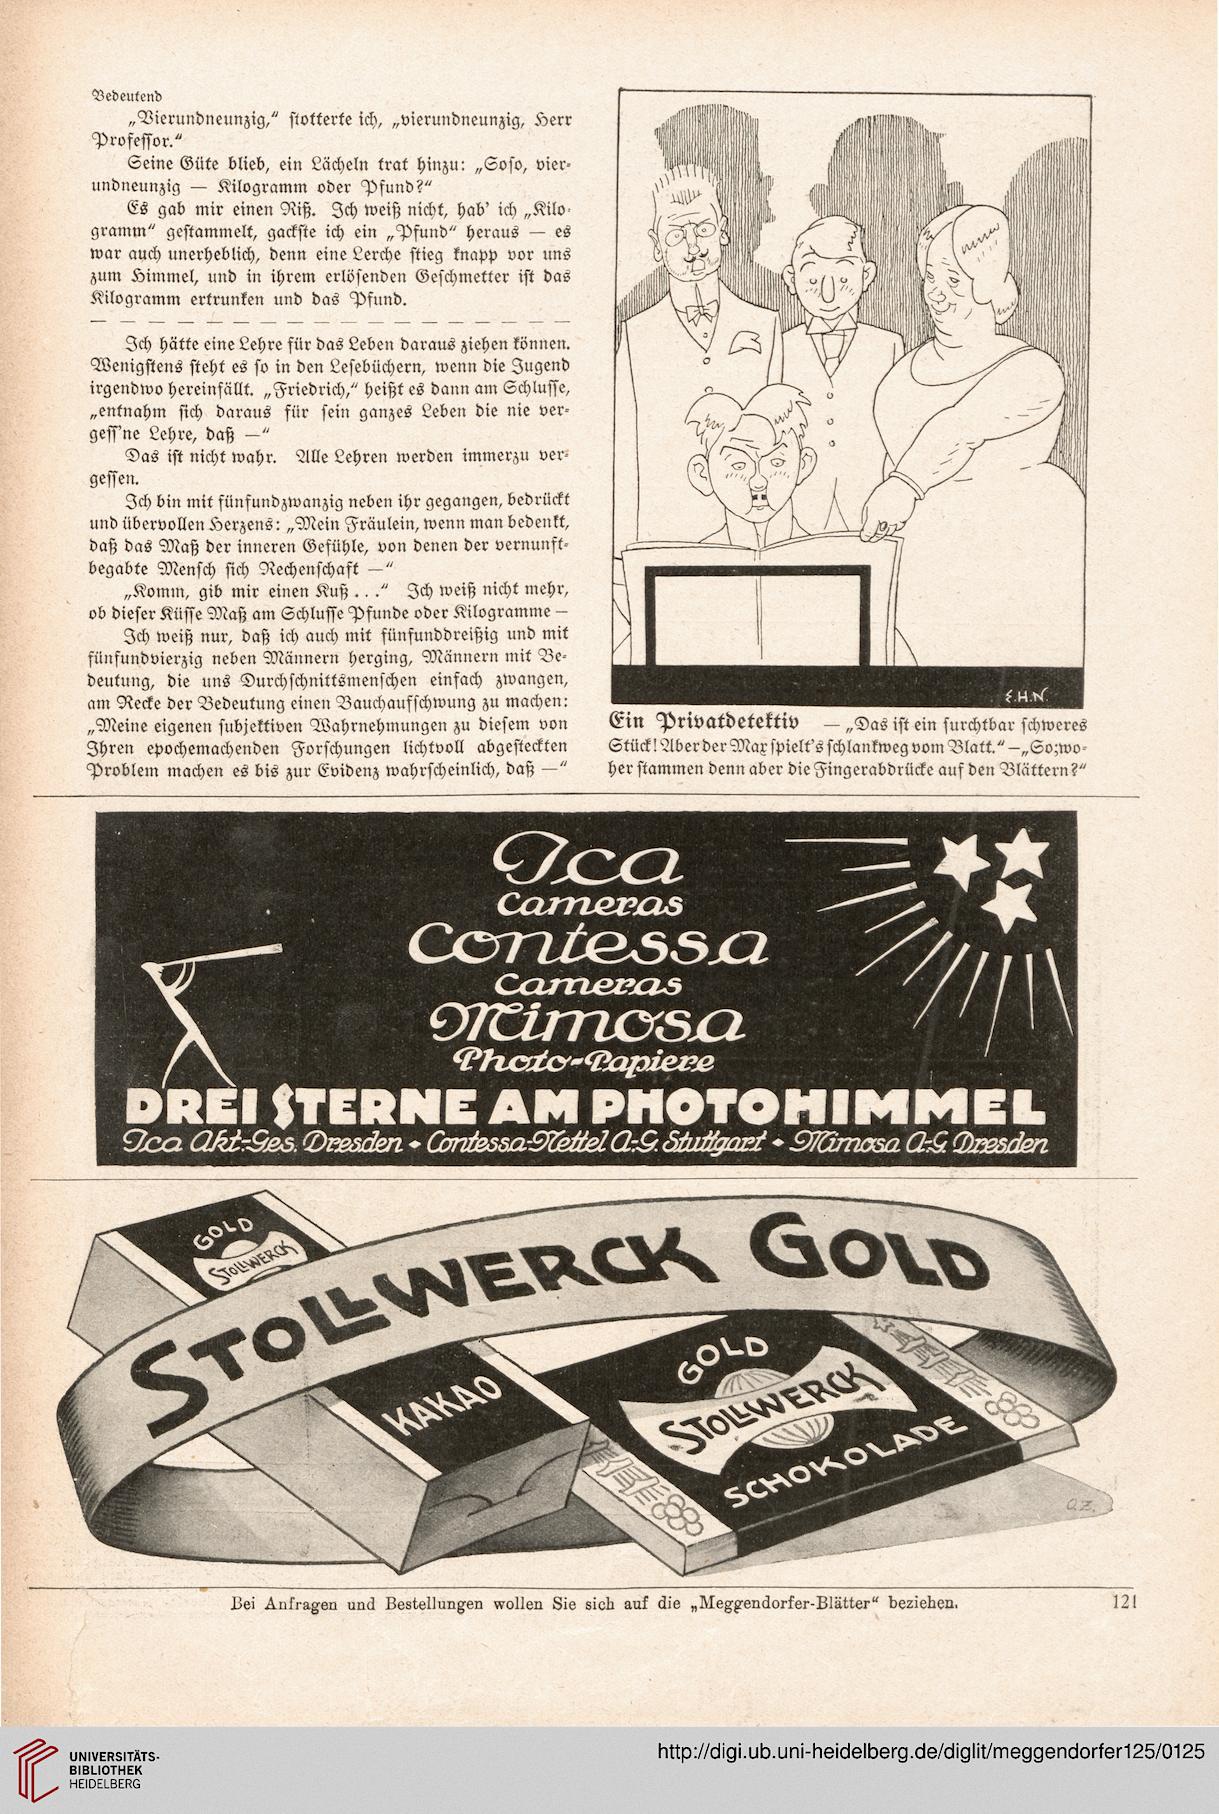 Bedeutend
„Vierundneunzig,“ stotterte ich, „vierundneunzig, Herr
Professor.“
Seine Güte blieb, ein Lächeln trat hinzu: „Soso, vier-
undneunzig — Kilogramm oder Pfund?“
Es gab mir einen Riß. Ich weiß nicht, hab’ ich „Kilo-
gramm“ gestammelt, gackste ich ein „Pfund“ heraus — es
war auch unerheblich, denn eine Lerche stieg knapp vor uns
zum Himmel, und in ihrem erlösenden Geschmetter ist das
Kilogramm ertrunken und das Pfund.
Ich hätte eine Lehre für das Leben daraus ziehen können.
Wenigstens steht es so in den Lesebüchern, wenn die Jugend
irgendwo hereinfällt. „Friedrich,“ heißt es dann am Schlusse,
„entnahm sich daraus für sein ganzes Leben die nie ver-
gess’ne Lehre, daß —“
Das ist nicht wahr. Alle Lehren werden immerzu ver-
gessen.
Ich bin mit fünfundzwanzig neben ihr gegangen, bedrückt
und übervollen Herzens: „Mein Fräulein, wenn man bedenkt,
daß das Maß der inneren Gefühle, von denen der vernunft-
begabte Mensch sich Rechenschaft —“
„Komm, gib mir einen Kuß . . .“ Ich weiß nicht mehr,
ob dieser Küsse Maß am Schlusse Pfunde oder Kilogramme —
Ich weiß nur, daß ich auch mit fünfunddreißig und mit
fünfundvierzig neben Männern herging, Männern mit Be-
deutung, die uns Durchschnittsmenschen einfach zwangen,
am Recke der Bedeutung einen Bauchaufschwung zu machen:
„Meine eigenen subjektiven Wahrnehmungen zu diesem von
Ihren epochemachenden Forschungen lichtvoll abgesteckten
Problem machen es bis zur Evidenz wahrscheinlich, daß —“
E.H.N.
Ein Privatdetektiv — „Das ist ein furchtbar schweres
Stück! Aber der Max spielt’s schlankweg vom Blatt.“ — „So; wo-
her stammen denn aber die Fingerabdrücke auf den Blättern?“
Ica
Cameras
Contessa
Cameras
Mimosa
Photo-Papiere
DREI STERNE AM PHOTOHIMMEL
Ica Akt.-Ges. Dresden • Contessa-Nettel A.-G. Stuttgart • Mimosa A.-G. Dresden
GOLD
STOLLWERCK
STOLLWERCK GOLD
KAKAO
GOLD
STOLLWERCK
SCHOKOLADE
O.Z.
Bei Anfragen und Bestellungen wollen Sie sich auf die „Meggendorfer-Blätter“ beziehen. 121
UNIVERSITÄTS-
BIBLIOTHEK
HEIDELBERG
http://digi.ub.uni-heidelberg.de/diglit/meggendorfer125/0125